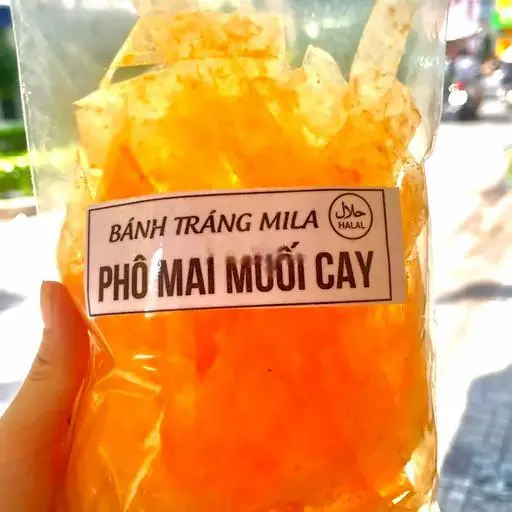 BÁNH TRÁNG MILA
حلال
HALAL
PHÔ MAI MUỐI CAY